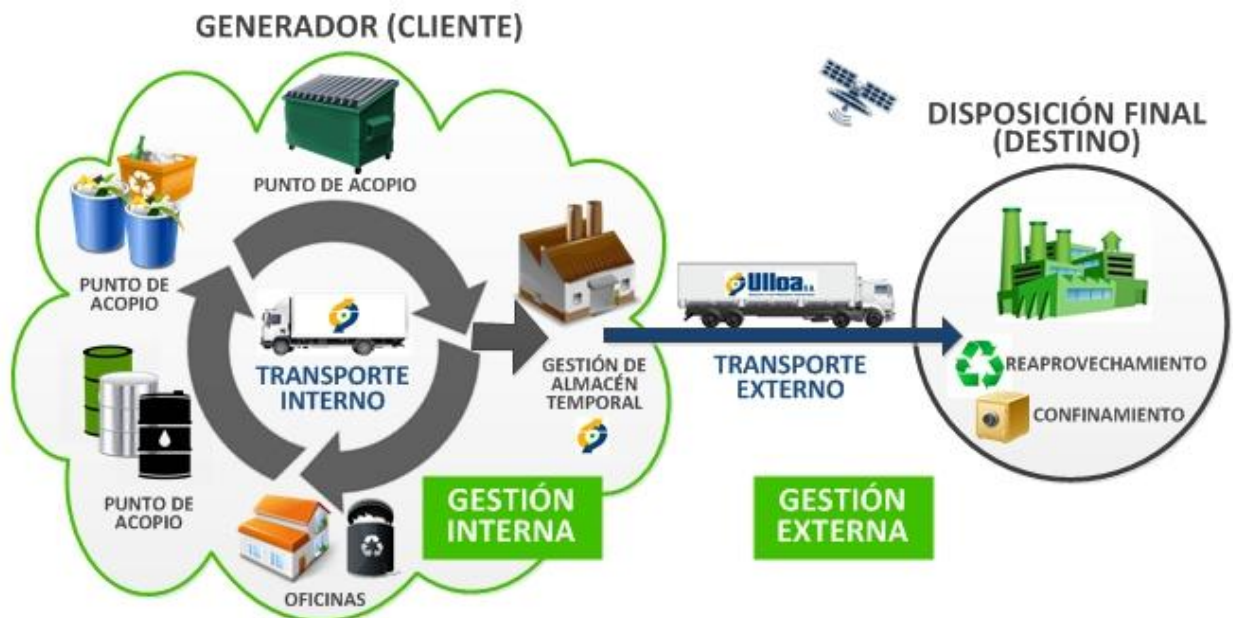 GENERADOR (CLIENTE)
PUNTO DE ACOPIO
PUNTO DE
ACOPIO
PUNTO DE
ACOPIO
OFICINAS
TRANSPORTE
INTERNO
GESTIÓN DE
ALMACÉN
TEMPORAL
GESTIÓN
INTERNA
Ulloa S.A.
TRANSPORTE
EXTERNO
GESTIÓN
EXTERNA
DISPOSICIÓN FINAL
(DESTINO)
REAPROVECHAMIENTO
CONFINAMIENTO